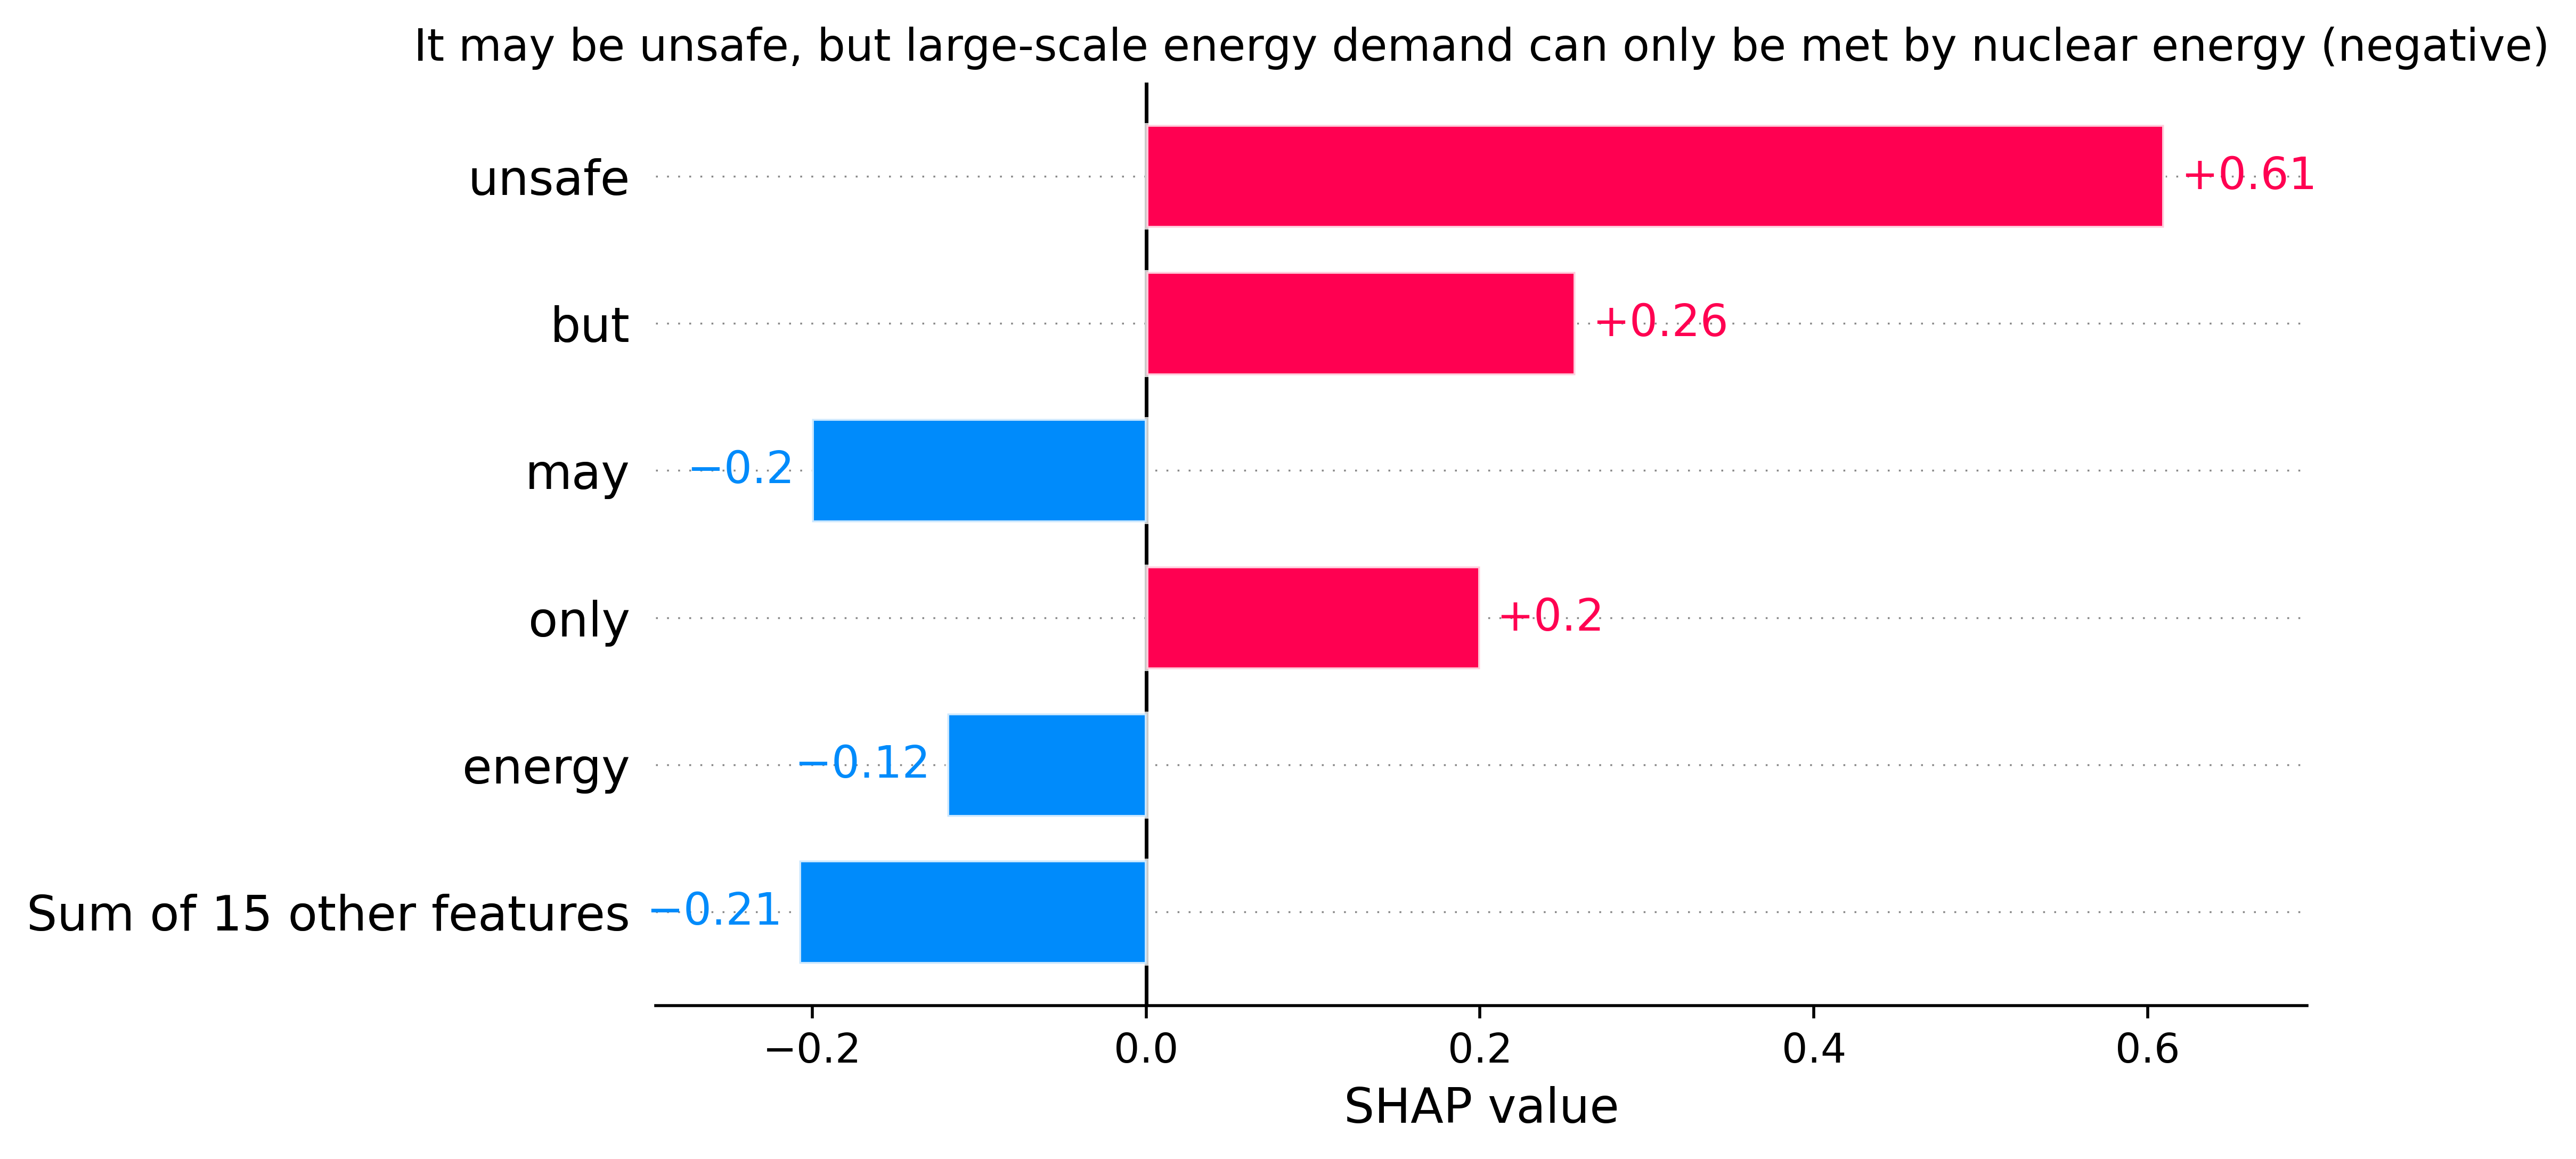 It may be unsafe, but large-scale energy demand can only be met by nuclear energy (negative)
unsafe
+0.61
but
+0.26
may
−0.2
only
+0.2
energy
−0.12
Sum of 15 other features
−0.21
−0.2
0.0
0.2
0.4
0.6
SHAP value